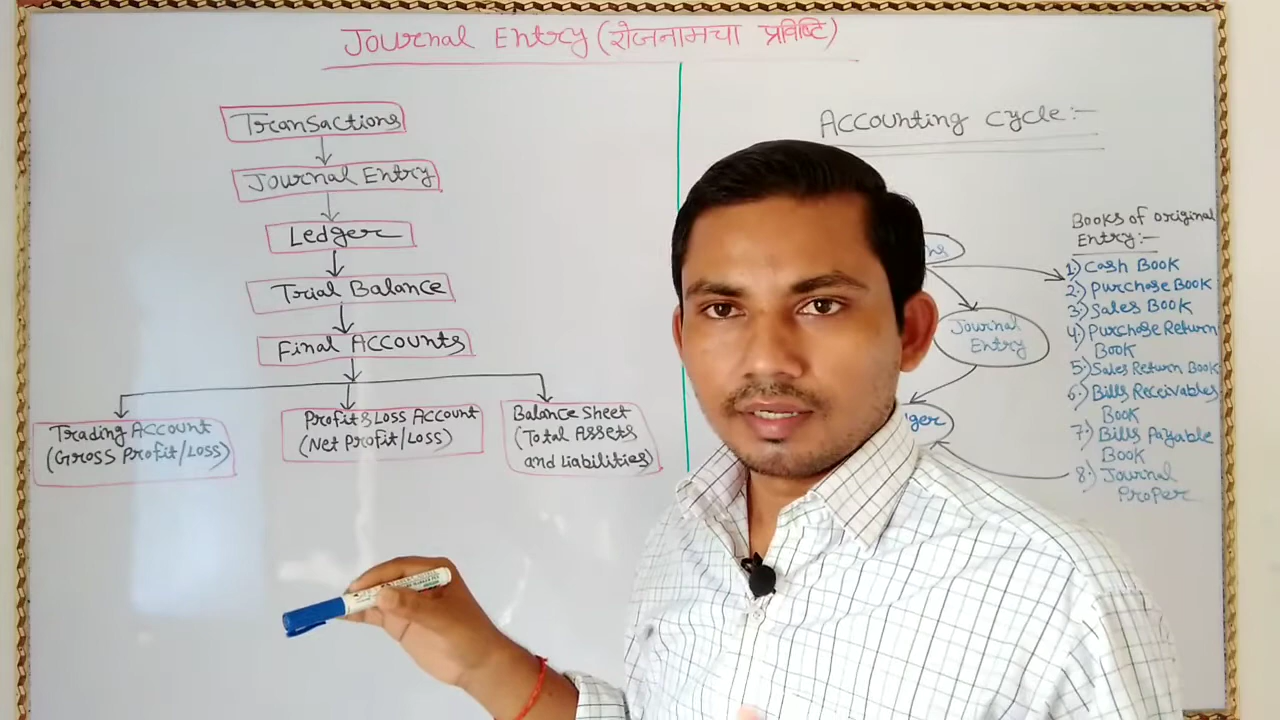 Journal Entry (रोजनामचा प्रविष्टि)
Transactions
Journal Entry
Ledger
Trial Balance
Final Accounts
Trading Account
(Gross Profit/Loss)
Profit & Loss Account
(Net Profit/Loss)
Balance Sheet
(Total Assets
and Liabilities)
Accounting Cycle:-
Journal
Entry
Books of original
Entry:-
1) Cash Book
2) Purchase Book
3) Sales Book
4) Purchase Return
Book
5) Sales Return Book
6) Bills Receivables
Book
7) Bills Payable
Book
8) Journal
Proper